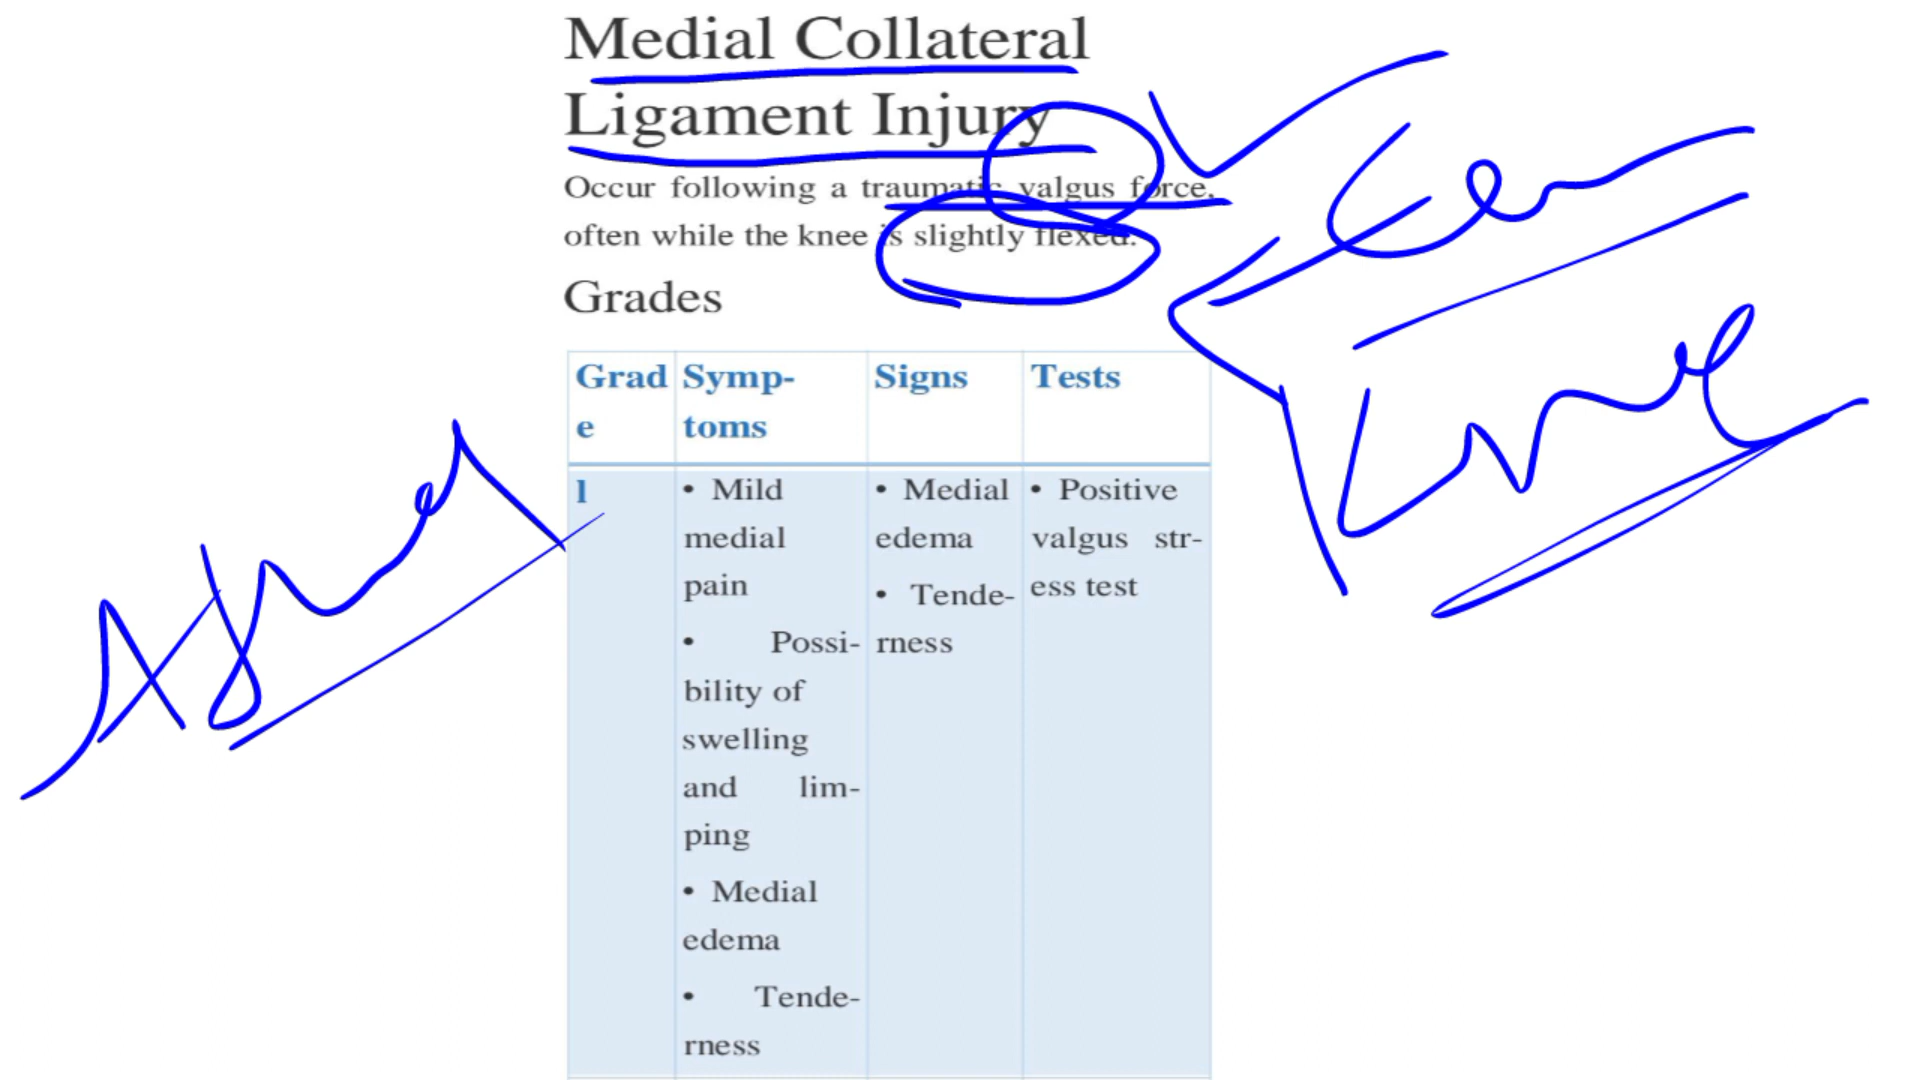 Medial Collateral
Ligament Injury
Occur following a traumatic valgus force,
often while the knee is slightly flexed.
Grades
Grad
e
Symp-
toms
Signs
Tests
1
• Mild
medial
pain
• Possi-
bility of
swelling
and lim-
ping
• Medial
edema
• Tende-
rness
• Medial
edema
• Tende-
rness
• Positive
valgus str-
ess test
Knee